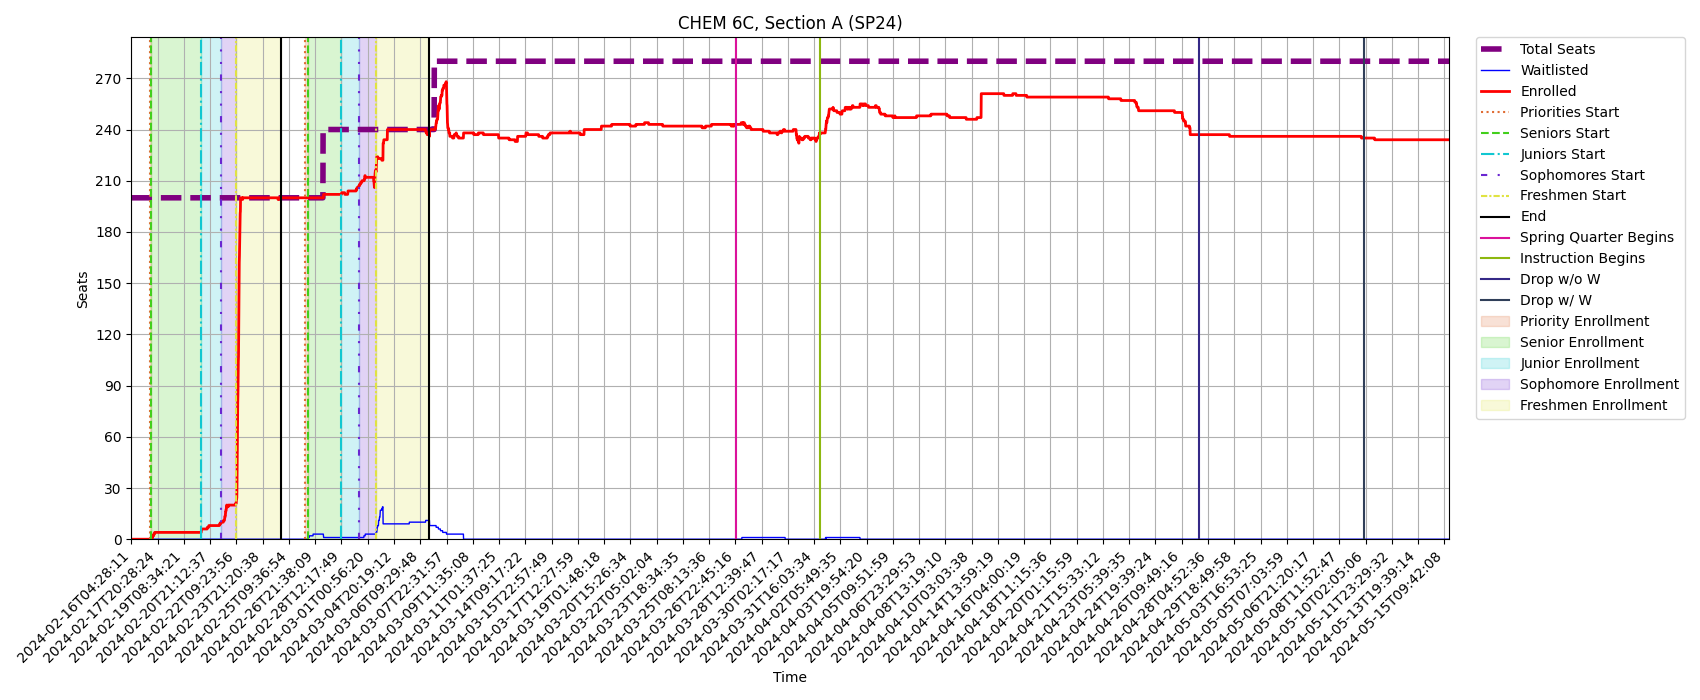 CHEM 6C, Section A (SP24)
Seats
270
240
210
180
150
120
90
60
30
0
2024-02-16T04:28:11
2024-02-17T20:28:24
2024-02-19T08:34:21
2024-02-20T21:12:37
2024-02-22T09:23:56
2024-02-23T21:20:38
2024-02-25T09:36:54
2024-02-26T21:38:09
2024-02-28T12:17:49
2024-03-01T00:56:20
2024-03-04T20:19:12
2024-03-06T09:29:48
2024-03-07T22:31:57
2024-03-09T11:35:08
2024-03-11T01:37:23
2024-03-14T09:17:22
2024-03-15T22:57:49
2024-03-17T12:27:59
2024-03-19T01:48:18
2024-03-20T15:26:34
2024-03-22T05:02:04
2024-03-23T18:34:35
2024-03-25T08:13:36
2024-03-26T22:45:16
2024-03-28T12:39:47
2024-03-30T02:17:17
2024-03-31T16:03:34
2024-04-02T05:49:35
2024-04-03T19:54:20
2024-04-05T09:51:59
2024-04-06T23:29:53
2024-04-08T13:19:10
2024-04-10T03:03:38
2024-04-14T13:59:19
2024-04-16T04:00:19
2024-04-18T11:15:36
2024-04-20T01:15:59
2024-04-21T15:33:12
2024-04-23T05:39:35
2024-04-24T19:39:24
2024-04-26T09:49:16
2024-04-28T04:52:36
2024-04-29T18:49:58
2024-05-03T16:53:25
2024-05-05T07:03:59
2024-05-06T21:20:17
2024-05-08T11:52:47
2024-05-10T02:05:06
2024-05-11T23:29:32
2024-05-13T19:39:14
2024-05-15T09:42:08
Time
Total Seats
Waitlisted
Enrolled
Priorities Start
Seniors Start
Juniors Start
Sophomores Start
Freshmen Start
End
Spring Quarter Begins
Instruction Begins
Drop w/o W
Drop w/ W
Priority Enrollment
Senior Enrollment
Junior Enrollment
Sophomore Enrollment
Freshmen Enrollment